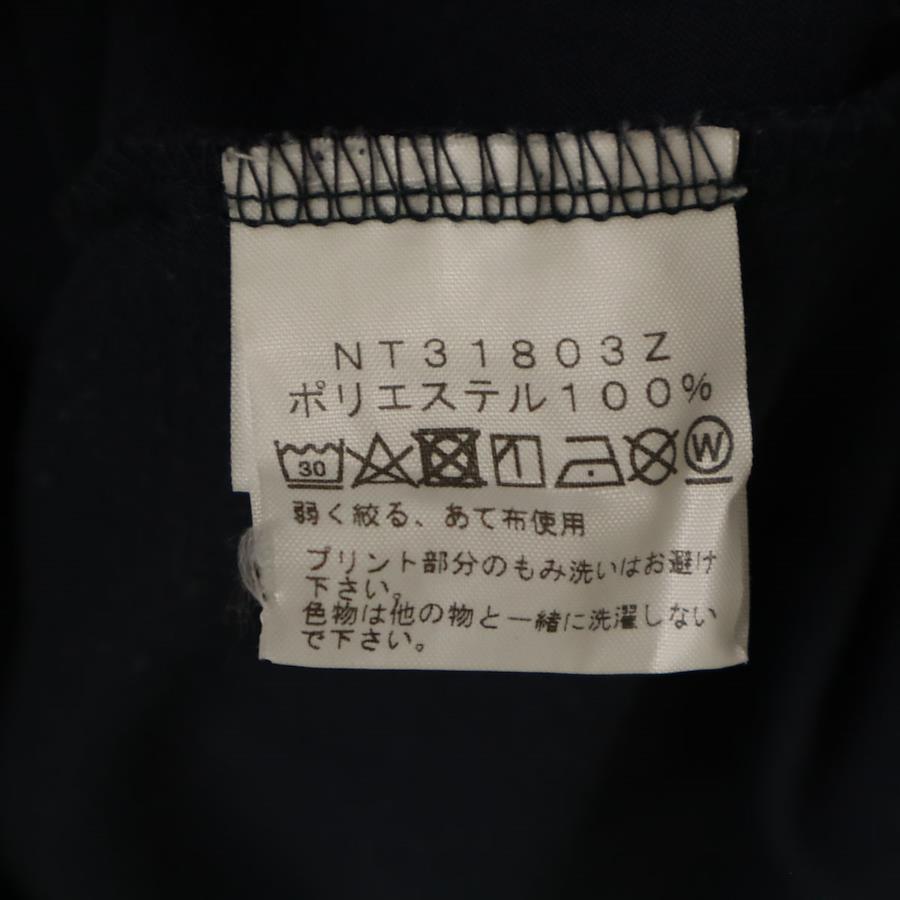 NT31803Z
ポリエステル100%
30 W
弱く絞る、あて布使用
プリント部分のもみ洗いはお避け
下さい。
色物は他の物と一緒に洗濯しない
で下さい。